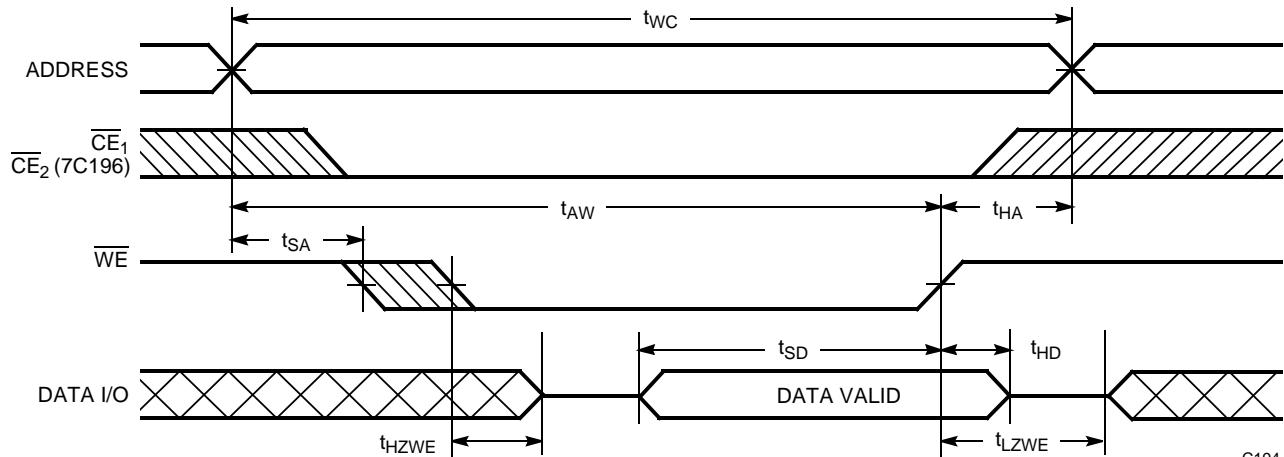 tWC
ADDRESS
CE1
CE2 (7C196)
tAW
tHA
tSA
WE
tSD
tHD
DATA I/O
DATA VALID
tHZWE
tLZWE